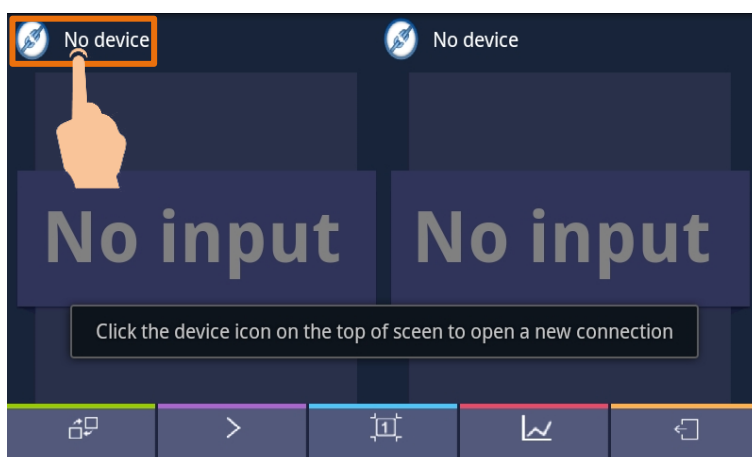 No device
No device
No input
No input
Click the device icon on the top of sceen to open a new connection
1